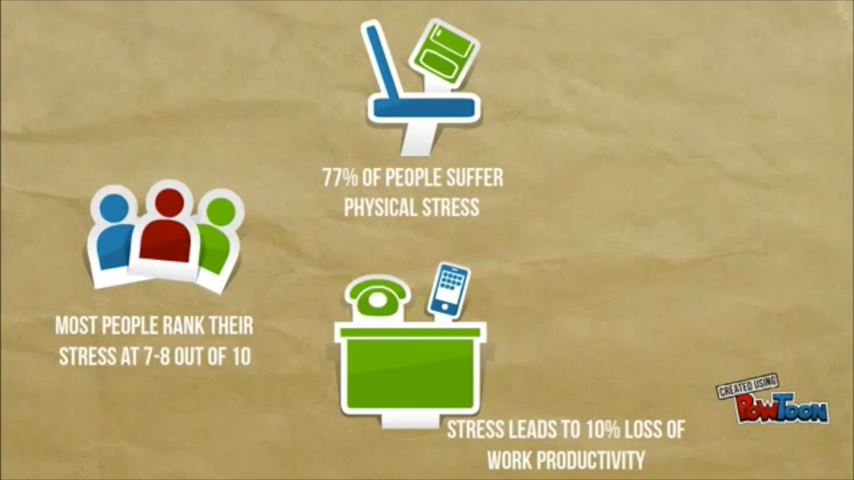 77% OF PEOPLE SUFFER
PHYSICAL STRESS
MOST PEOPLE RANK THEIR
STRESS AT 7-8 OUT OF 10
STRESS LEADS TO 10% LOSS OF
WORK PRODUCTIVITY
CREATED USING
POWTOON